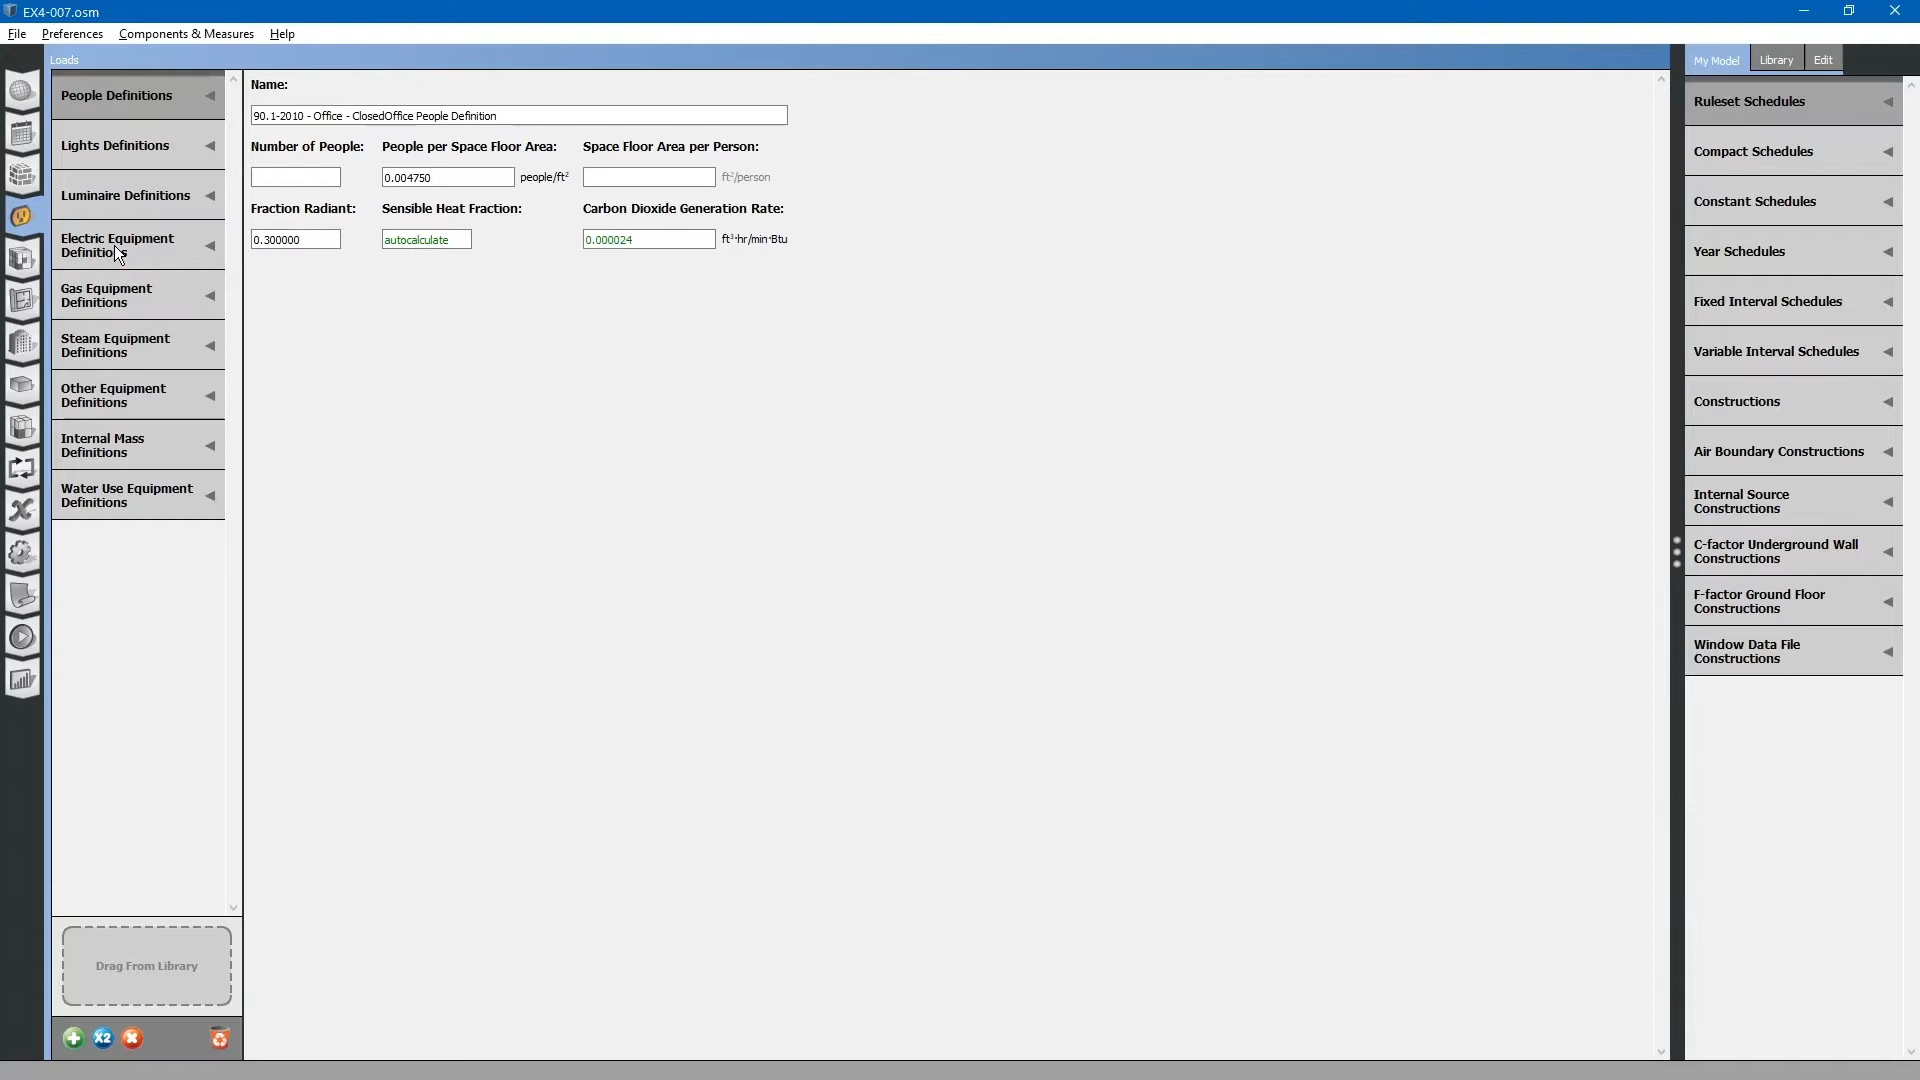 EX4-007.osm
File Preferences Components & Measures Help
Loads
People Definitions
Lights Definitions
Luminaire Definitions
Electric Equipment
Definitions
Gas Equipment
Definitions
Steam Equipment
Definitions
Other Equipment
Definitions
Internal Mass
Definitions
Water Use Equipment
Definitions
Drag From Library
X2
Name:
90.1-2010 - Office - ClosedOffice People Definition
Number of People: People per Space Floor Area: Space Floor Area per Person:
0.004750 people/ft² ft²/person
Fraction Radiant: Sensible Heat Fraction: Carbon Dioxide Generation Rate:
0.300000 autocalculate 0.000024 ft³·hr/min·Btu
My Model Library Edit
Ruleset Schedules
Compact Schedules
Constant Schedules
Year Schedules
Fixed Interval Schedules
Variable Interval Schedules
Constructions
Air Boundary Constructions
Internal Source
Constructions
C-factor Underground Wall
Constructions
F-factor Ground Floor
Constructions
Window Data File
Constructions